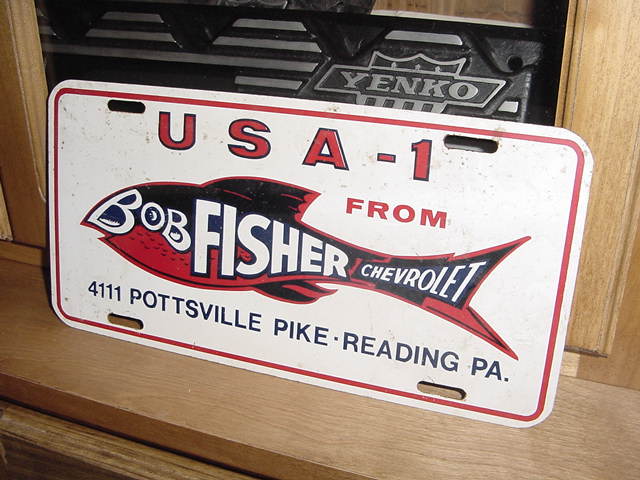 YENKO
USA-1
FROM
BOB FISHER CHEVROLET
4111 POTTSVILLE PIKE · READING PA.